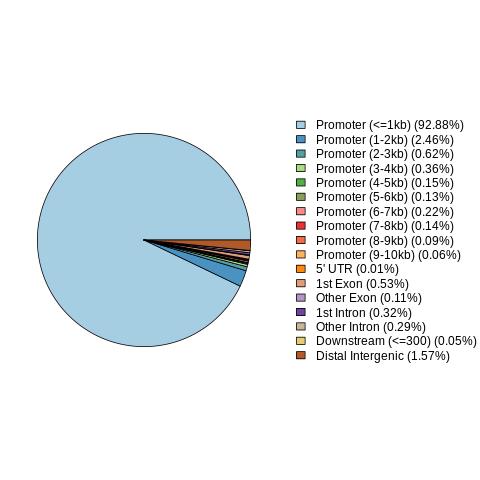 Promoter (<=1kb) (92.88%)
Promoter (1-2kb) (2.46%)
Promoter (2-3kb) (0.62%)
Promoter (3-4kb) (0.36%)
Promoter (4-5kb) (0.15%)
Promoter (5-6kb) (0.13%)
Promoter (6-7kb) (0.22%)
Promoter (7-8kb) (0.14%)
Promoter (8-9kb) (0.09%)
Promoter (9-10kb) (0.06%)
5' UTR (0.01%)
1st Exon (0.53%)
Other Exon (0.11%)
1st Intron (0.32%)
Other Intron (0.29%)
Downstream (<=300) (0.05%)
Distal Intergenic (1.57%)